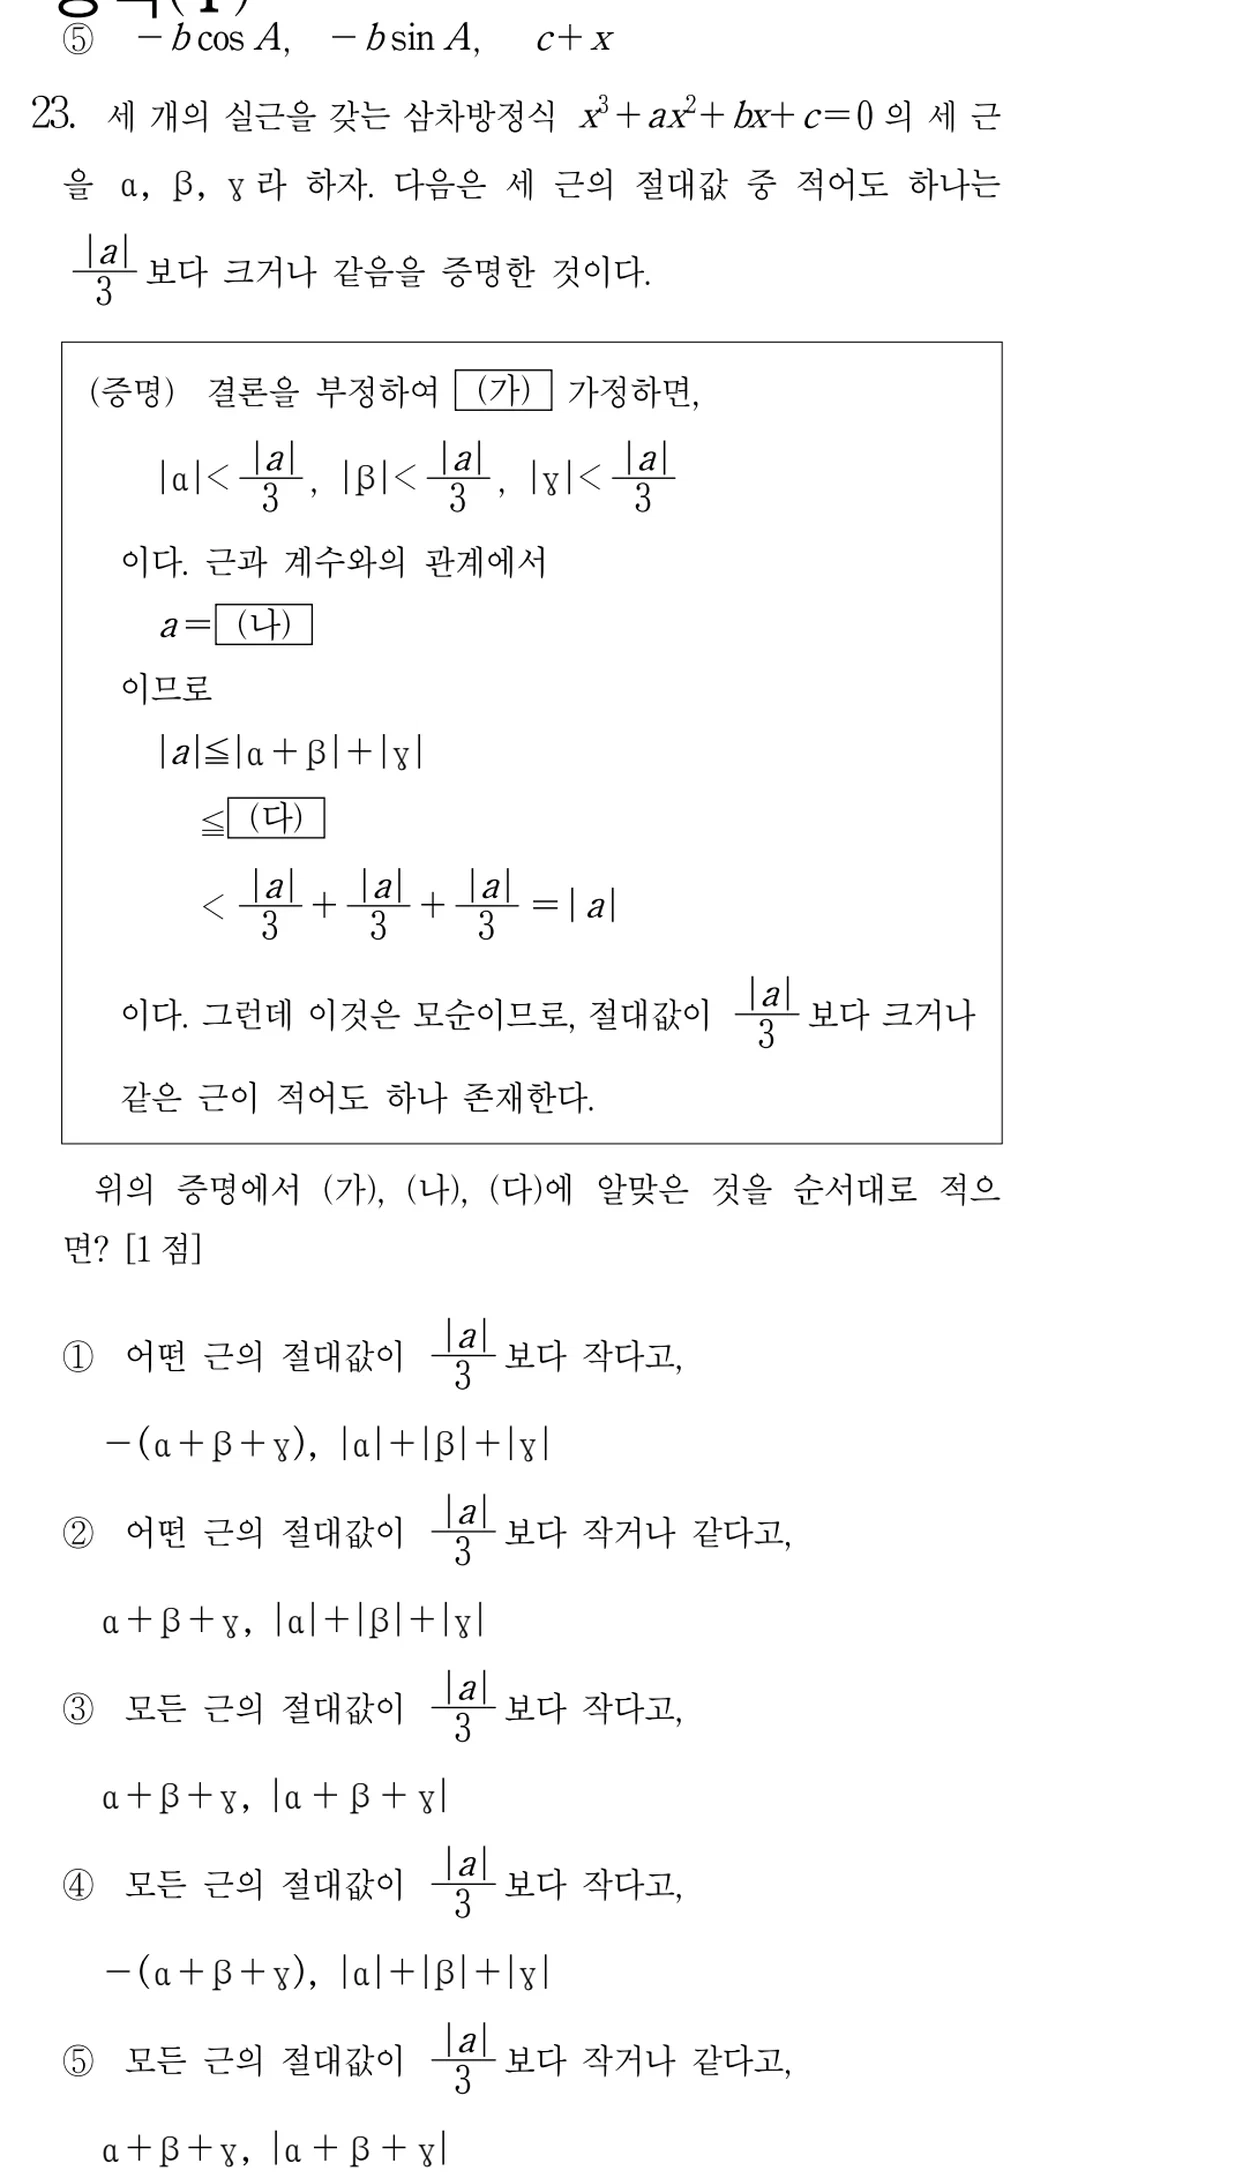 ⑤ −b cos A, −b sin A, c+x
23. 세 개의 실근을 갖는 삼차방정식 x³+ax²+bx+c=0 의 세 근
을 α, β, γ 라 하자. 다음은 세 근의 절대값 중 적어도 하나는
|a|/3 보다 크거나 같음을 증명한 것이다.
(증명) 결론을 부정하여 (가) 가정하면,
|α|< |a|/3, |β|< |a|/3, |γ|< |a|/3
이다. 근과 계수와의 관계에서
a= (나)
이므로
|a|≦|α+β|+|γ|
≦ (다)
< |a|/3 + |a|/3 + |a|/3 =|a|
이다. 그런데 이것은 모순이므로, 절대값이 |a|/3 보다 크거나
같은 근이 적어도 하나 존재한다.
위의 증명에서 (가), (나), (다)에 알맞은 것을 순서대로 적으
면? [1 점]
① 어떤 근의 절대값이 |a|/3 보다 작다고,
−(α+β+γ), |α|+|β|+|γ|
② 어떤 근의 절대값이 |a|/3 보다 작거나 같다고,
α+β+γ, |α|+|β|+|γ|
③ 모든 근의 절대값이 |a|/3 보다 작다고,
α+β+γ, |α+β+γ|
④ 모든 근의 절대값이 |a|/3 보다 작다고,
−(α+β+γ), |α|+|β|+|γ|
⑤ 모든 근의 절대값이 |a|/3 보다 작거나 같다고,
α+β+γ, |α+β+γ|